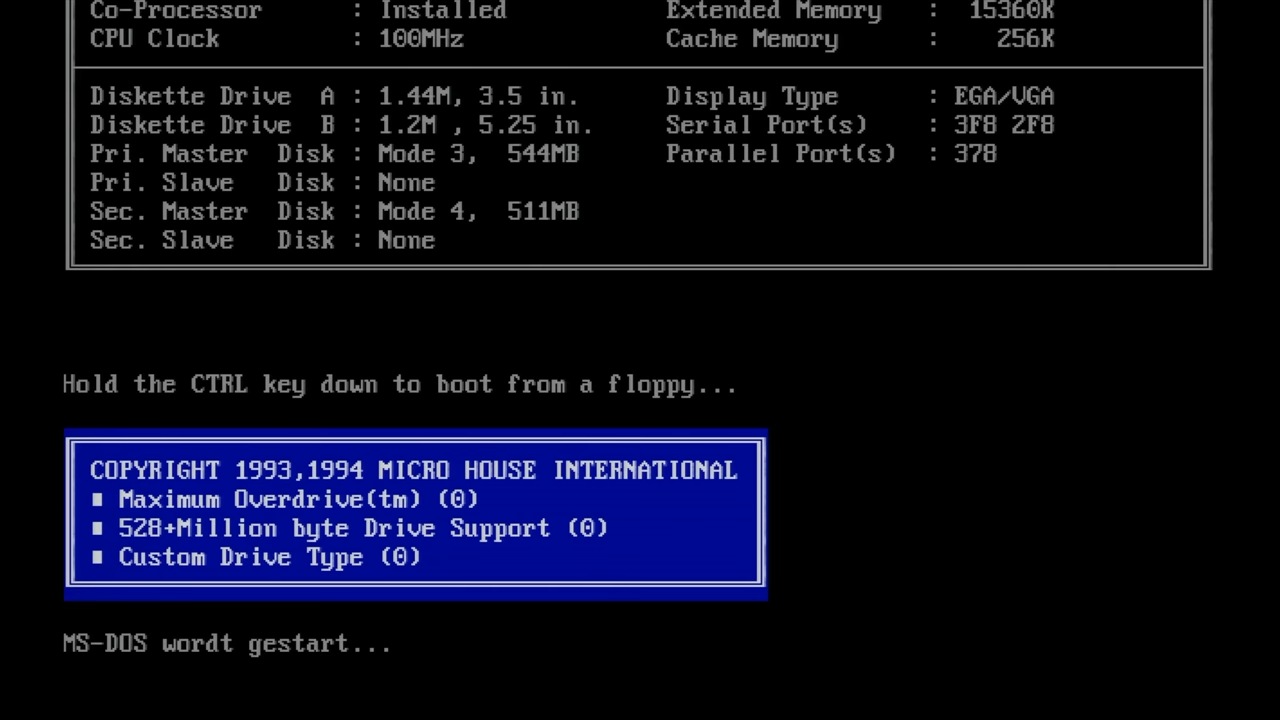 Co-Processor : Installed Extended Memory : 15360K
CPU Clock : 100MHz Cache Memory : 256K
Diskette Drive A : 1.44M, 3.5 in. Display Type : EGA/VGA
Diskette Drive B : 1.2M , 5.25 in. Serial Port(s) : 3F8 2F8
Pri. Master Disk : Mode 3, 544MB Parallel Port(s) : 378
Pri. Slave Disk : None
Sec. Master Disk : Mode 4, 511MB
Sec. Slave Disk : None
Hold the CTRL key down to boot from a floppy...
COPYRIGHT 1993,1994 MICRO HOUSE INTERNATIONAL
■ Maximum Overdrive(tm) (0)
■ 528+Million byte Drive Support (0)
■ Custom Drive Type (0)
MS-DOS wordt gestart...